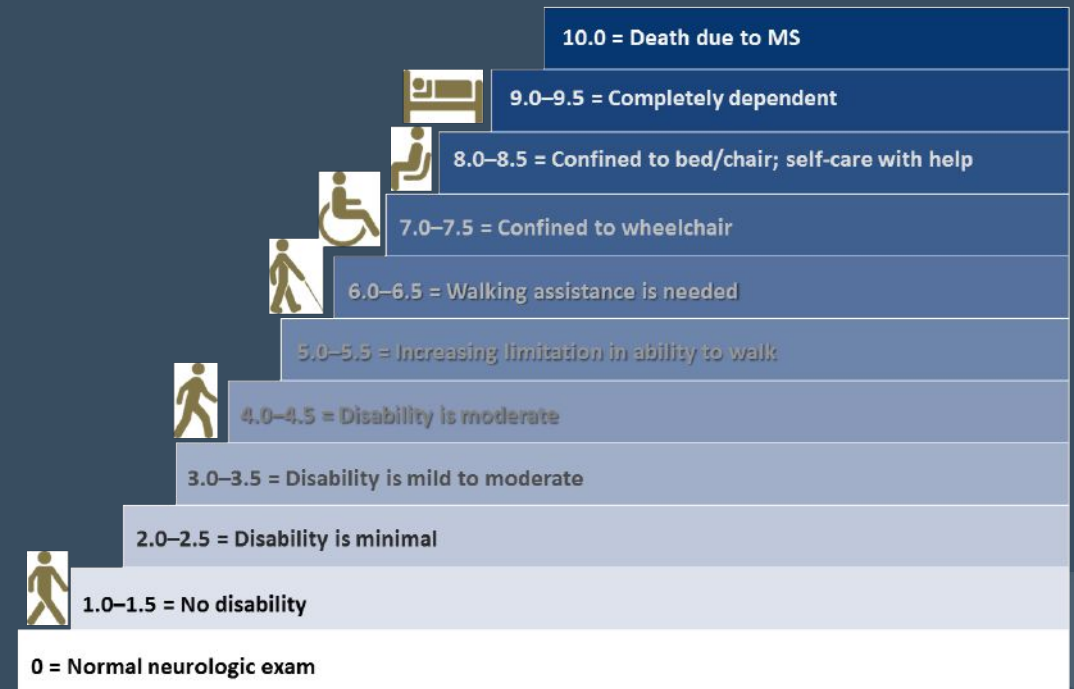 10.0 = Death due to MS
9.0–9.5 = Completely dependent
8.0–8.5 = Confined to bed/chair; self-care with help
7.0–7.5 = Confined to wheelchair
6.0–6.5 = Walking assistance is needed
5.0–5.5 = Increasing limitation in ability to walk
4.0–4.5 = Disability is moderate
3.0–3.5 = Disability is mild to moderate
2.0–2.5 = Disability is minimal
1.0–1.5 = No disability
0 = Normal neurologic exam